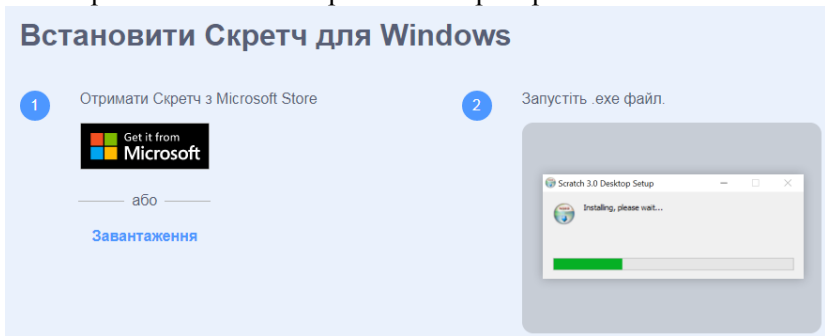 Встановити Скретч для Windows
1
Отримати Скретч з Microsoft Store
Get it from
Microsoft
або
Завантаження
2
Запустіть .exe файл.
Scratch 3.0 Desktop Setup
Installing, please wait...